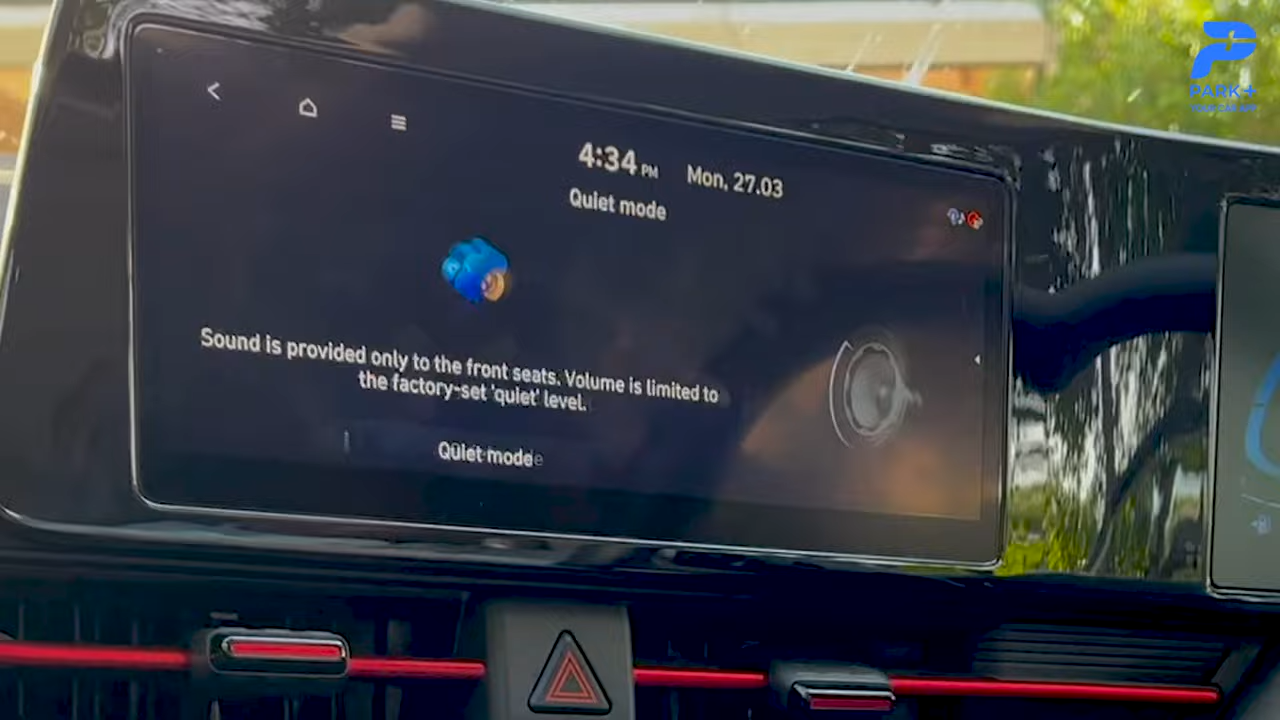 4:34 PM Mon, 27.03
Quiet mode
Sound is provided only to the front seats. Volume is limited to
the factory-set 'quiet' level.
Quiet mode
PARK+